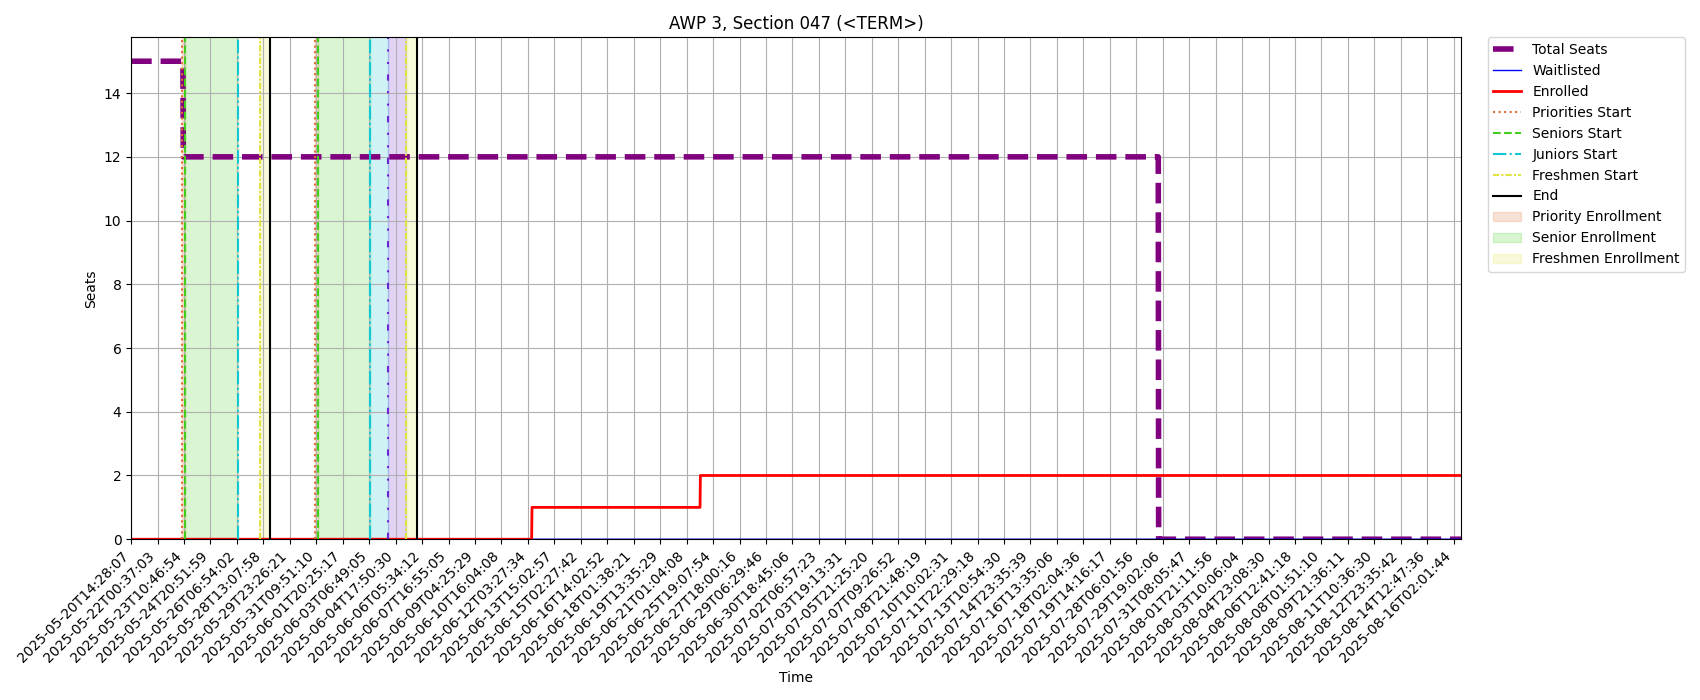 AWP 3, Section 047 (<TERM>)
Total Seats
Waitlisted
Enrolled
Priorities Start
Seniors Start
Juniors Start
Freshmen Start
End
Priority Enrollment
Senior Enrollment
Freshmen Enrollment
Seats
14
12
10
8
6
4
2
0
2025-05-20T14:28:07
2025-05-22T00:37:03
2025-05-23T10:46:54
2025-05-24T20:51:59
2025-05-26T06:54:02
2025-05-28T13:07:58
2025-05-29T23:26:21
2025-05-31T09:51:10
2025-06-01T20:25:17
2025-06-03T06:49:05
2025-06-04T17:50:30
2025-06-06T05:34:12
2025-06-07T16:55:05
2025-06-09T04:25:29
2025-06-10T16:04:08
2025-06-12T03:27:34
2025-06-13T15:02:57
2025-06-15T02:27:42
2025-06-16T14:02:52
2025-06-18T01:38:21
2025-06-19T13:35:29
2025-06-21T01:04:08
2025-06-25T19:07:54
2025-06-27T18:00:16
2025-06-29T06:29:46
2025-06-30T18:45:06
2025-07-02T06:57:23
2025-07-03T19:13:31
2025-07-05T21:25:20
2025-07-07T09:26:52
2025-07-08T21:48:19
2025-07-10T10:02:31
2025-07-11T22:29:18
2025-07-13T10:54:30
2025-07-14T23:35:39
2025-07-16T13:35:06
2025-07-18T02:04:36
2025-07-19T14:16:17
2025-07-28T06:01:56
2025-07-29T19:02:06
2025-07-31T08:05:47
2025-08-01T21:11:56
2025-08-03T10:06:04
2025-08-04T23:08:30
2025-08-06T12:41:18
2025-08-08T01:51:10
2025-08-09T21:36:11
2025-08-11T10:36:30
2025-08-12T23:35:42
2025-08-14T12:47:36
2025-08-16T02:01:44
Time